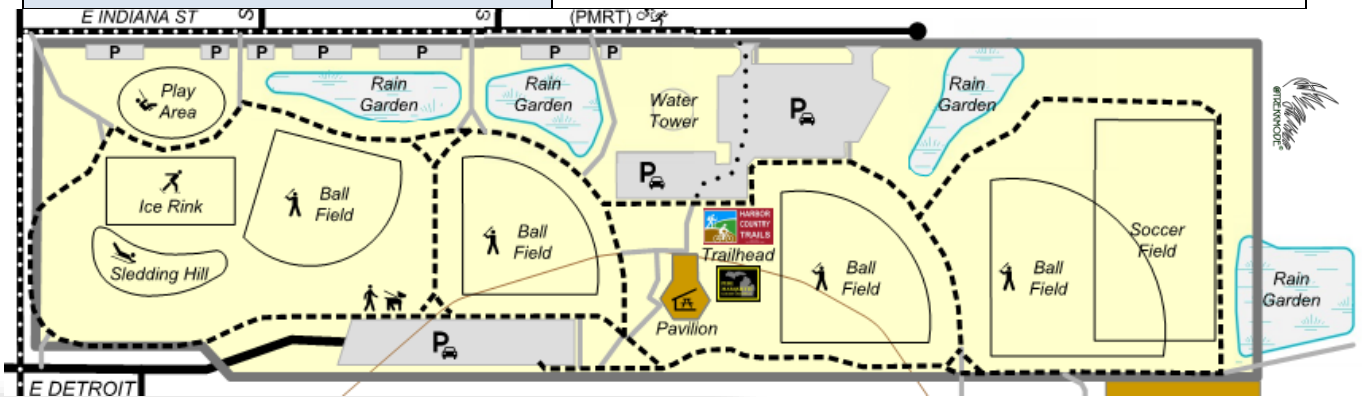 E INDIANA ST
S
S
(PMRT)
P
P
P
P
P
P
P
Play
Area
Rain
Garden
Rain
Garden
Water
Tower
P
Rain
Garden
@TREINMODE
P
Ice Rink
Ball
Field
Ball
Field
HARBOR
COUNTRY
TRAILS
Trailhead
Soccer
Field
Sledding Hill
Ball
Field
Ball
Field
Rain
Garden
Pavilion
P
E DETROIT